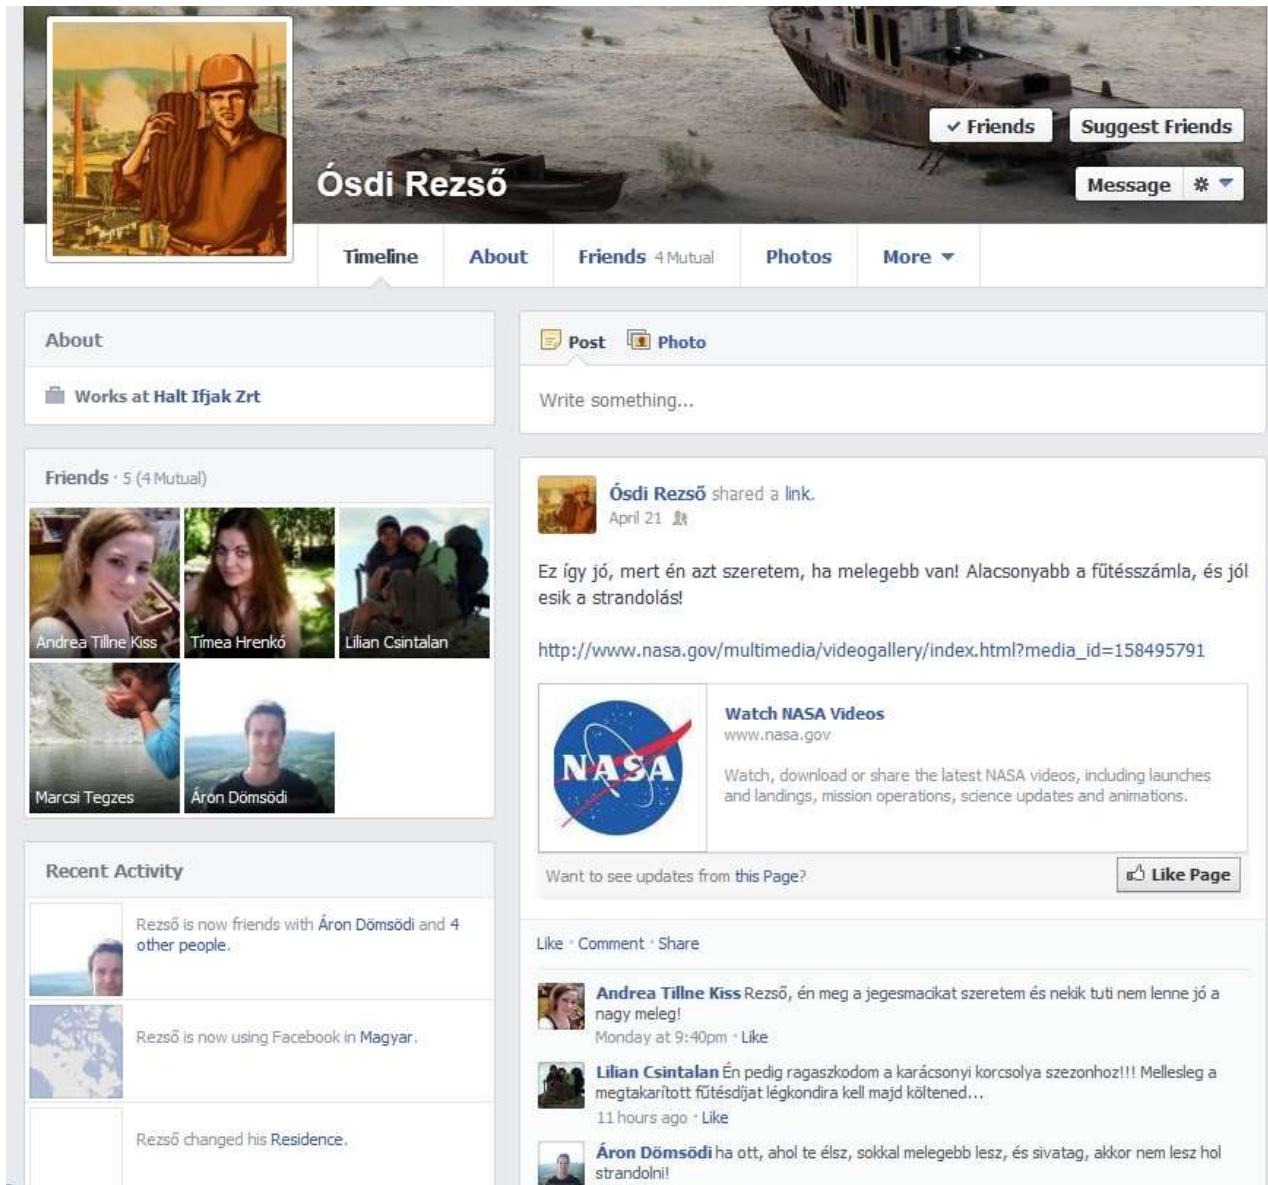 ✓ Friends
Suggest Friends
Ósdi Rezső
Message
Timeline
About
Friends 4 Mutual
Photos
More
About
Works at Halt Ifjak Zrt
Friends · 5 (4 Mutual)
Andrea Tillne Kiss
Tímea Hrenkó
Lilian Csintalan
Marcsi Tegzes
Áron Dömsödi
Recent Activity
Rezső is now friends with Áron Dömsödi and 4
other people.
Rezső is now using Facebook in Magyar.
Rezső changed his Residence.
Post
Photo
Write something...
Ósdi Rezső shared a link.
April 21
Ez így jó, mert én azt szeretem, ha melegebb van! Alacsonyabb a fűtésszámla, és jól
esik a strandolás!
http://www.nasa.gov/multimedia/videogallery/index.html?media_id=158495791
NASA
Watch NASA Videos
www.nasa.gov
Watch, download or share the latest NASA videos, including launches
and landings, mission operations, science updates and animations.
Want to see updates from this Page?
Like Page
Like · Comment · Share
Andrea Tillne Kiss Rezső, én meg a jegesmacikat szeretem és nekik tuti nem lenne jó a
nagy meleg!
Monday at 9:40pm · Like
Lilian Csintalan Én pedig ragaszkodom a karácsonyi korcsolya szezonhoz!!! Mellesleg a
megtakarított fűtésdíjat légkondira kell majd költened...
11 hours ago · Like
Áron Dömsödi ha ott, ahol te élsz, sokkal melegebb lesz, és sivatag, akkor nem lesz hol
strandolni!